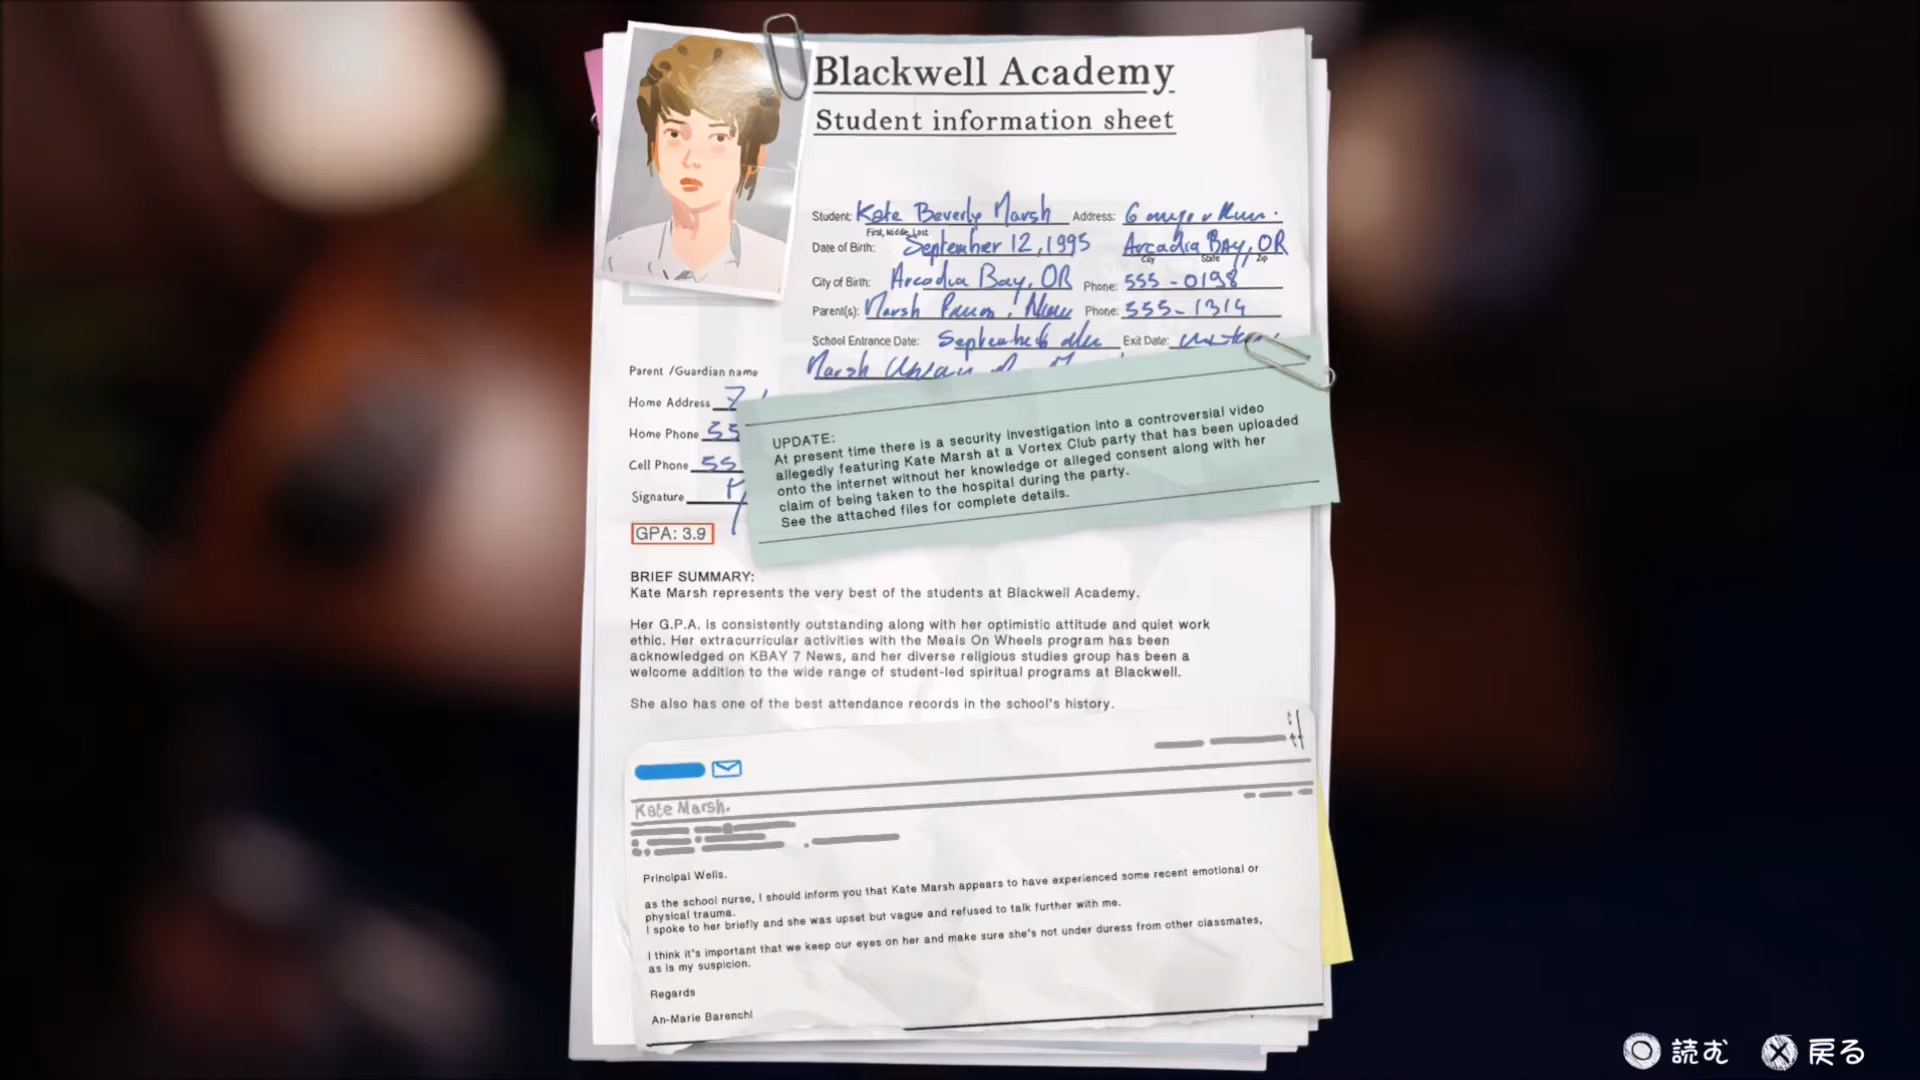 Blackwell Academy
Student information sheet
Student: Kate Beverly Marsh Address:
First, Middle, Last
Date of Birth: September 12, 1995 Arcadia Bay, OR
City State Zip
City of Birth: Arcadia Bay, OR Phone: 555-0198
Parent(s): Marsh Phone: 555-1314
School Entrance Date: Exit Date:
Parent /Guardian name Marsh
Home Address 7
Home Phone 55
Cell Phone 55
Signature
UPDATE:
At present time there is a security investigation into a controversial video
allegedly featuring Kate Marsh at a Vortex Club party that has been uploaded
onto the internet without her knowledge or alleged consent along with her
claim of being taken to the hospital during the party.
See the attached files for complete details.
GPA: 3.9
BRIEF SUMMARY:
Kate Marsh represents the very best of the students at Blackwell Academy.
Her G.P.A. is consistently outstanding along with her optimistic attitude and quiet work
ethic. Her extracurricular activities with the Meals On Wheels program has been
acknowledged on KBAY 7 News, and her diverse religious studies group has been a
welcome addition to the wide range of student-led spiritual programs at Blackwell.
She also has one of the best attendance records in the school's history.
Kate Marsh.
Principal Wells.
as the school nurse, I should inform you that Kate Marsh appears to have experienced some recent emotional or
physical trauma.
I spoke to her briefly and she was upset but vague and refused to talk further with me.
I think it's important that we keep our eyes on her and make sure she's not under duress from other classmates,
as is my suspicion.
Regards
An-Marie Barenchi
読む 戻る